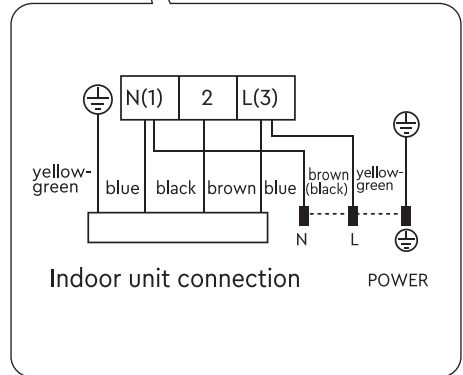 N(1) 2 L(3)
yellow-
green
blue
black
brown
blue
brown
(black)
yellow-
green
N
L
Indoor unit connection
POWER